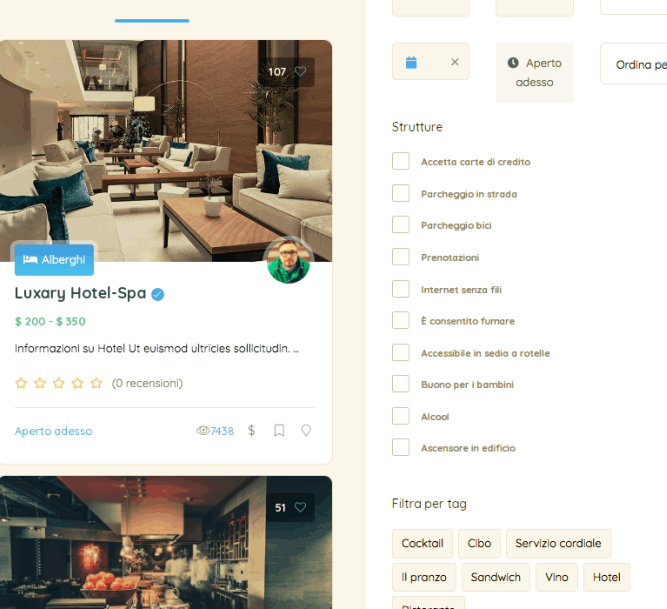 107
Alberghi
Luxary Hotel-Spa
$ 200 - $ 350
Informazioni su Hotel Ut euismod ultricies sollicitudin. ...
(0 recensioni)
Aperto adesso
7438 $
51
×
Aperto
adesso
Ordina pe
Strutture
Accetta carte di credito
Parcheggio in strada
Parcheggio bici
Prenotazioni
Internet senza fili
È consentito fumare
Accessibile in sedia a rotelle
Buono per i bambini
Alcool
Ascensore in edificio
Filtra per tag
Cocktail Cibo Servizio cordiale
Il pranzo Sandwich Vino Hotel
Ristorante